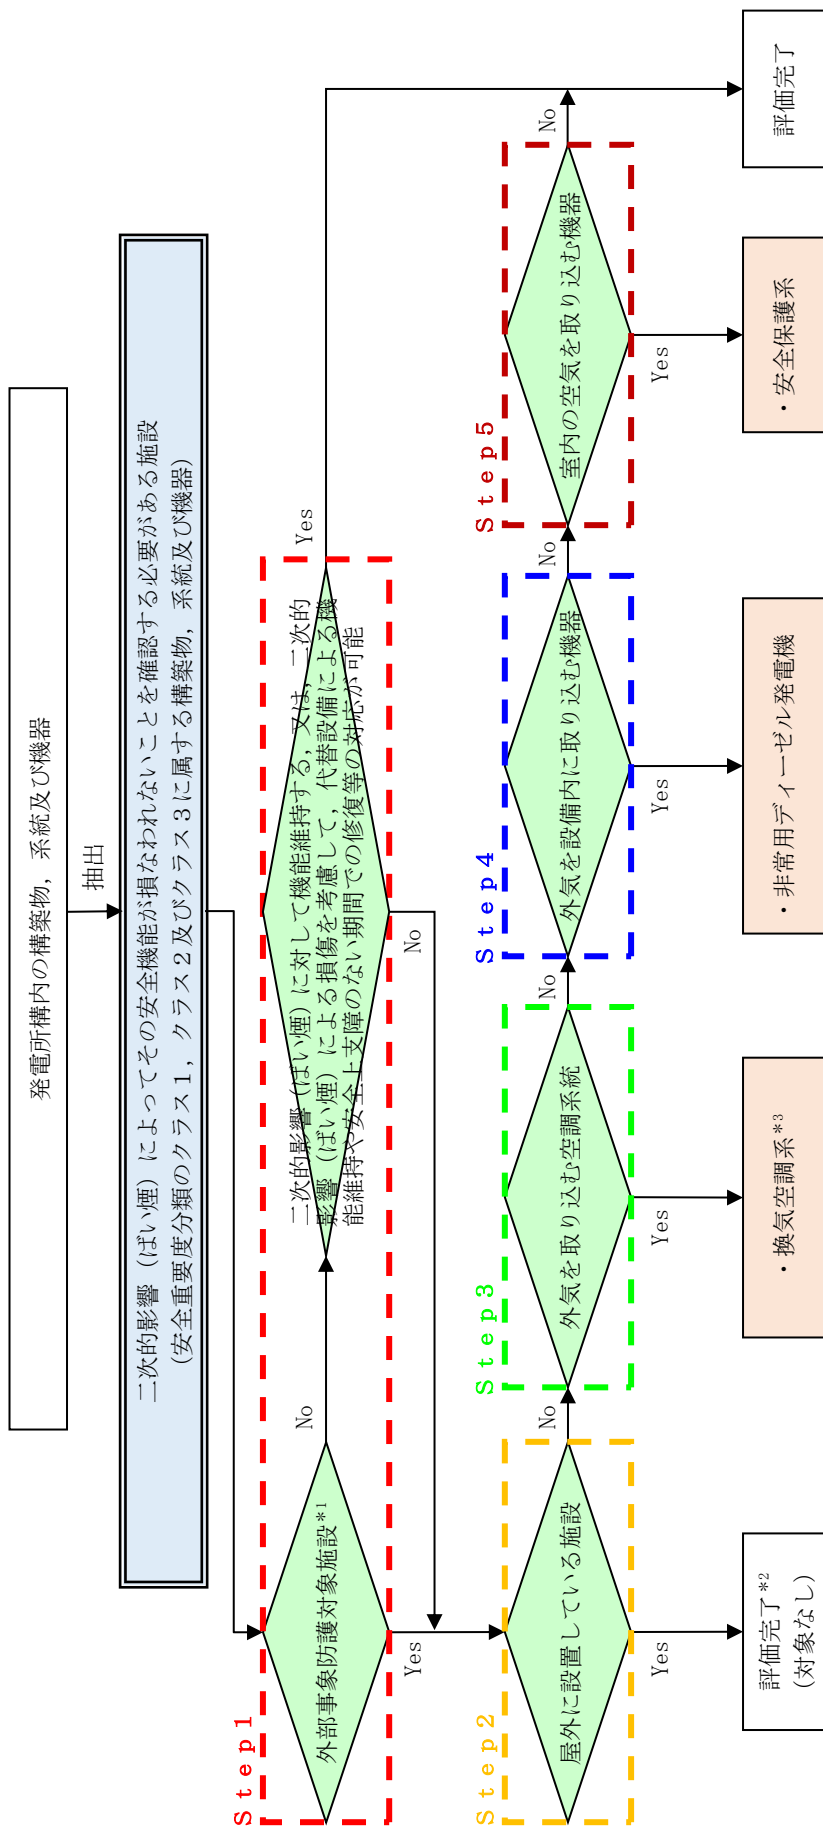 発電所構内の構築物，系統及び機器
抽出
二次的影響（ばい煙）によってその安全機能が損なわれないことを確認する必要がある施設
（安全重要度分類のクラス１，クラス２及びクラス３に属する構築物，系統及び機器）
Step1
外部事象防護対象施設*1
No
二次的影響（ばい煙）に対して機能維持する，又は，二次的
影響（ばい煙）による損傷を考慮して，代替設備による機
能維持や安全上支障のない期間での修復等の対応が可能
Yes
Yes
No
Step2
屋外に設置している施設
No
Step3
外気を取り込む空調系統
No
Step4
外気を設備内に取り込む機器
No
Step5
室内の空気を取り込む機器
No
Yes
Yes
Yes
Yes
評価完了*2
（対象なし）
・換気空調系*3
・非常用ディーゼル発電機
・安全保護系
評価完了